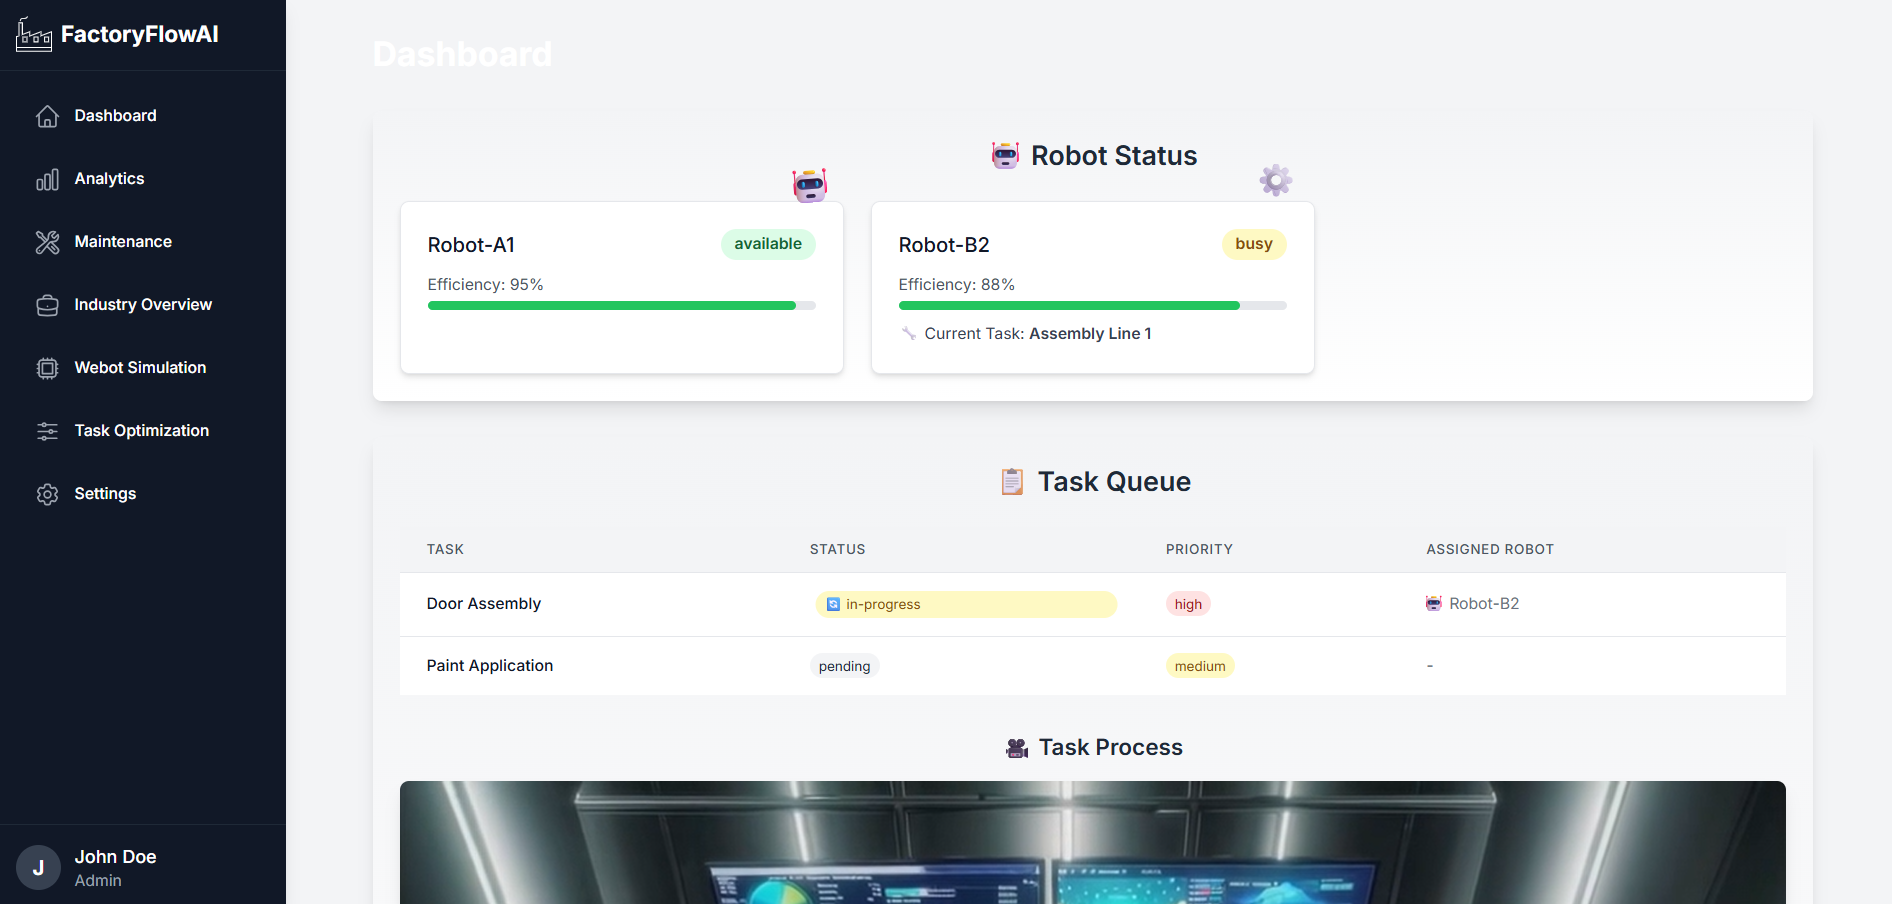 FactoryFlowAI
Dashboard
Analytics
Maintenance
Industry Overview
Webot Simulation
Task Optimization
Settings
J
John Doe
Admin
Dashboard
Robot Status
Robot-A1
available
Efficiency: 95%
Robot-B2
busy
Efficiency: 88%
Current Task: Assembly Line 1
Task Queue
TASK STATUS PRIORITY ASSIGNED ROBOT
Door Assembly in-progress high Robot-B2
Paint Application pending medium -
Task Process